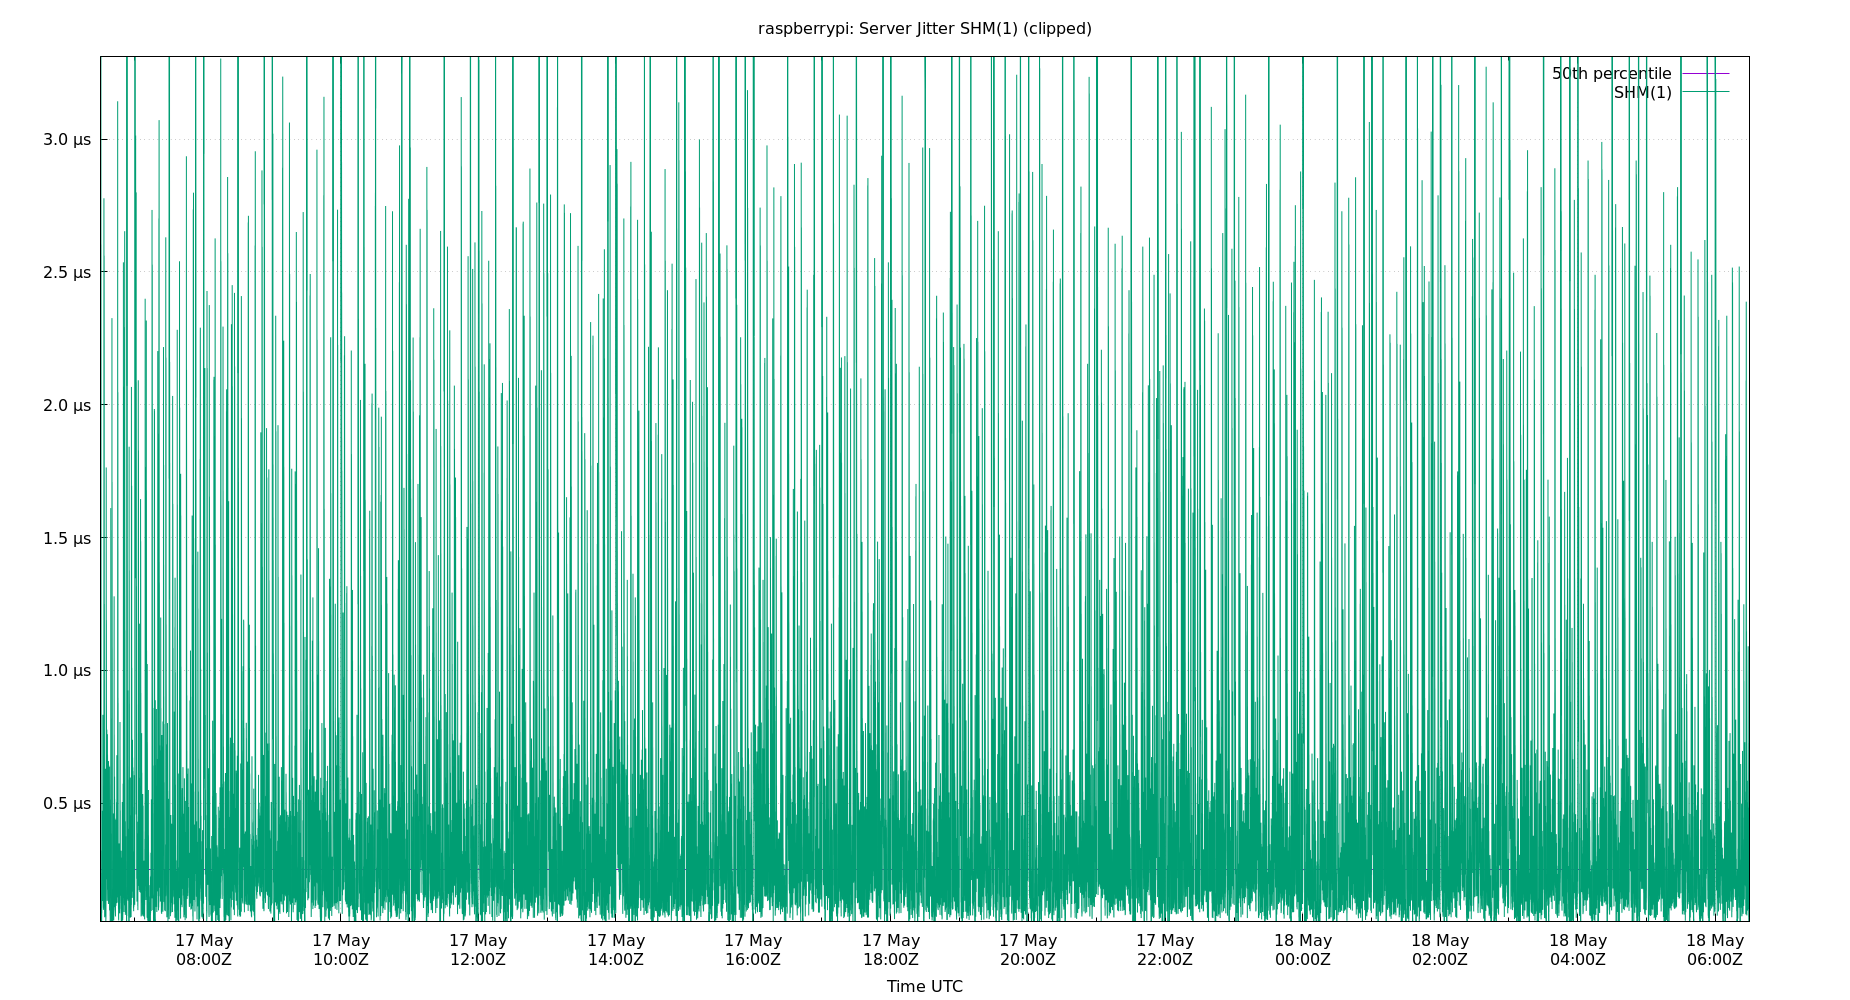 raspberrypi: Server Jitter SHM(1) (clipped)
50th percentile
SHM(1)
3.0 µs
2.5 µs
2.0 µs
1.5 µs
1.0 µs
0.5 µs
17 May 17 May 17 May 17 May 17 May 17 May 17 May 17 May 18 May 18 May 18 May 18 May
08:00Z 10:00Z 12:00Z 14:00Z 16:00Z 18:00Z 20:00Z 22:00Z 00:00Z 02:00Z 04:00Z 06:00Z
Time UTC